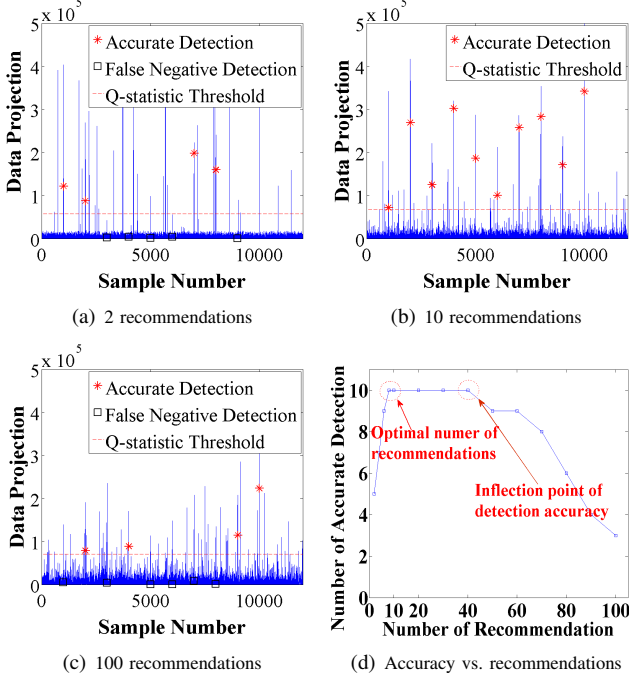 x 10^5
Accurate Detection
False Negative Detection
Q-statistic Threshold
Data Projection
5
4
3
2
1
0
0 5000 10000
Sample Number
(a) 2 recommendations
x 10^5
Accurate Detection
Q-statistic Threshold
Data Projection
5
4
3
2
1
0
0 5000 10000
Sample Number
(b) 10 recommendations
x 10^5
Accurate Detection
False Negative Detection
Q-statistic Threshold
Data Projection
5
4
3
2
1
0
0 5000 10000
Sample Number
(c) 100 recommendations
Number of Accurate Detection
10
8
6
4
2
0
Optimal numer of
recommendations
Inflection point of
detection accuracy
0 10 20 40 60 80 100
Number of Recommendation
(d) Accuracy vs. recommendations